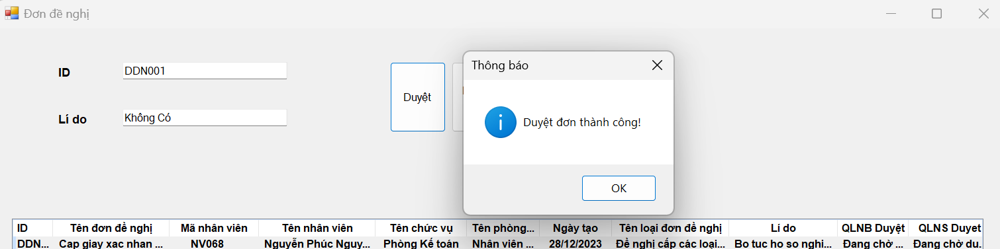 Đơn đề nghị
ID DDN001
Lí do Không Có
Duyệt
Thông báo
Duyệt đơn thành công!
OK
ID Tên đơn đề nghị Mã nhân viên Tên nhân viên Tên chức vụ Tên phòng... Ngày tạo Tên loại đơn đề nghị Lí do QLNB Duyệt QLNS Duyet
DDN... Cap giay xac nhan ... NV068 Nguyễn Phúc Nguy... Phòng Kế toán Nhân viên ... 28/12/2023 Đề nghị cấp các loại... Bo tuc ho so nghi... Đang chờ ... Đang chờ du...